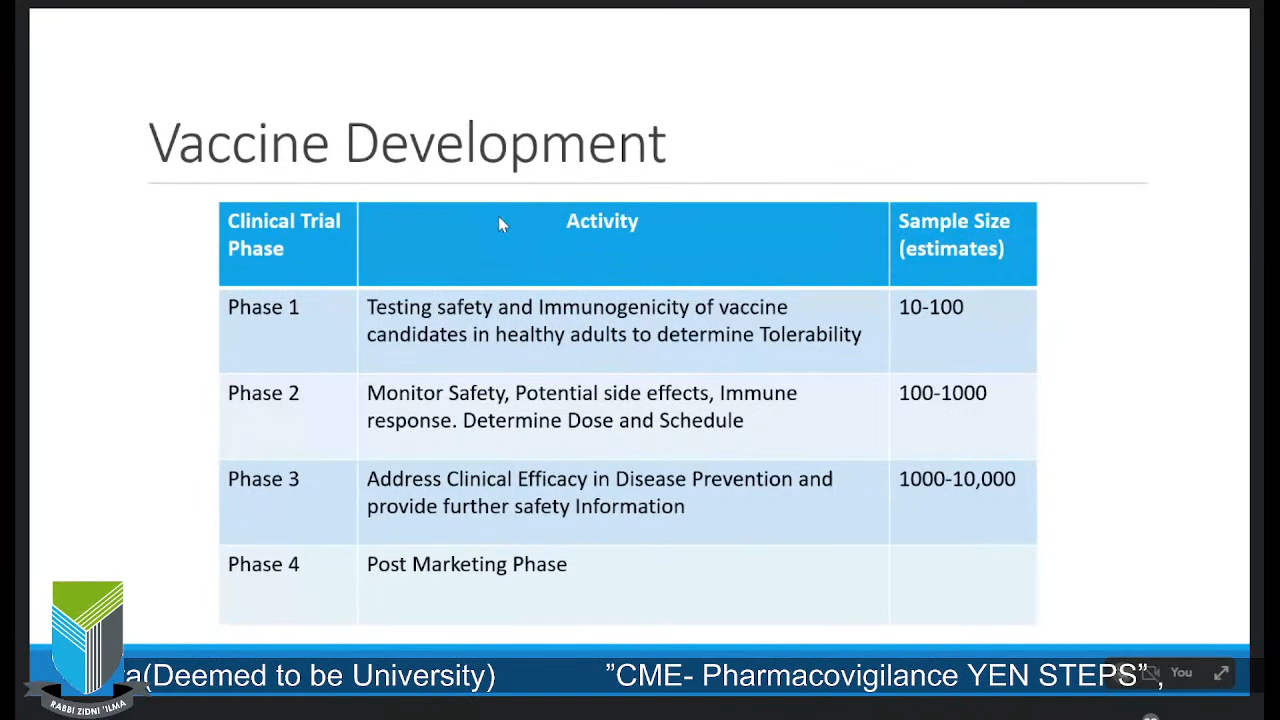 Vaccine Development
Clinical Trial
Phase
Activity
Sample Size
(estimates)
Phase 1
Testing safety and Immunogenicity of vaccine
candidates in healthy adults to determine Tolerability
10-100
Phase 2
Monitor Safety, Potential side effects, Immune
response. Determine Dose and Schedule
100-1000
Phase 3
Address Clinical Efficacy in Disease Prevention and
provide further safety Information
1000-10,000
Phase 4
Post Marketing Phase
(Deemed to be University) ”CME- Pharmacovigilance YEN STEPS” ,
You
RABBI ZIDNI 'ILMA